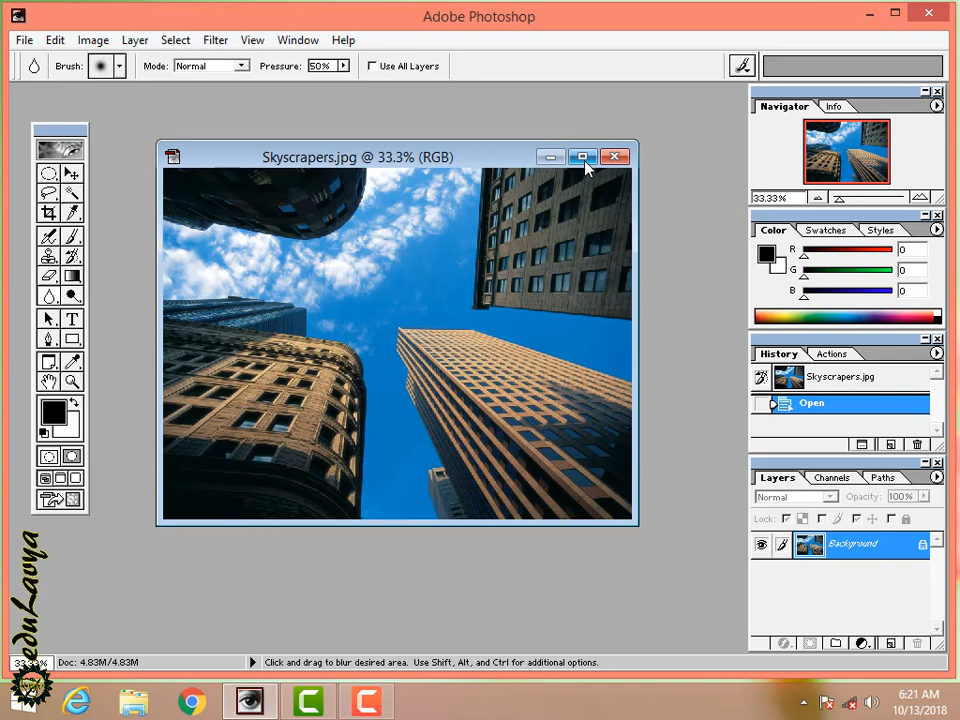 Adobe Photoshop
File Edit Image Layer Select Filter View Window Help
Brush: Mode: Normal Pressure: 50% Use All Layers
Navigator Info
Skyscrapers.jpg @ 33.3% (RGB)
33.33%
Color Swatches Styles
R 0
G 0
B 0
History Actions
Skyscrapers.jpg
Open
Layers Channels Paths
Normal Opacity: 100%
Lock:
Background
eduLavya
33.33% Doc: 4.83M/4.83M Click and drag to blur desired area. Use Shift, Alt, and Ctrl for additional options.
6:21 AM
10/13/2018